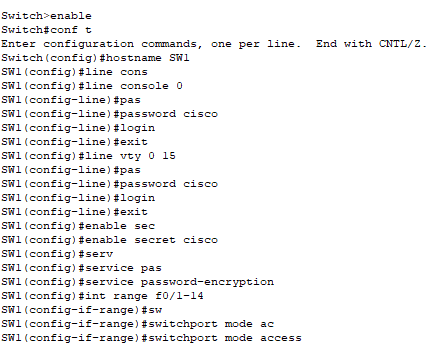 Switch>enable
Switch#conf t
Enter configuration commands, one per line.  End with CNTL/Z.
Switch(config)#hostname SW1
SW1(config)#line cons
SW1(config)#line console 0
SW1(config-line)#pas
SW1(config-line)#password cisco
SW1(config-line)#login
SW1(config-line)#exit
SW1(config)#line vty 0 15
SW1(config-line)#pas
SW1(config-line)#password cisco
SW1(config-line)#login
SW1(config-line)#exit
SW1(config)#enable sec
SW1(config)#enable secret cisco
SW1(config)#serv
SW1(config)#service pas
SW1(config)#service password-encryption
SW1(config)#int range f0/1-14
SW1(config-if-range)#sw
SW1(config-if-range)#switchport mode ac
SW1(config-if-range)#switchport mode access